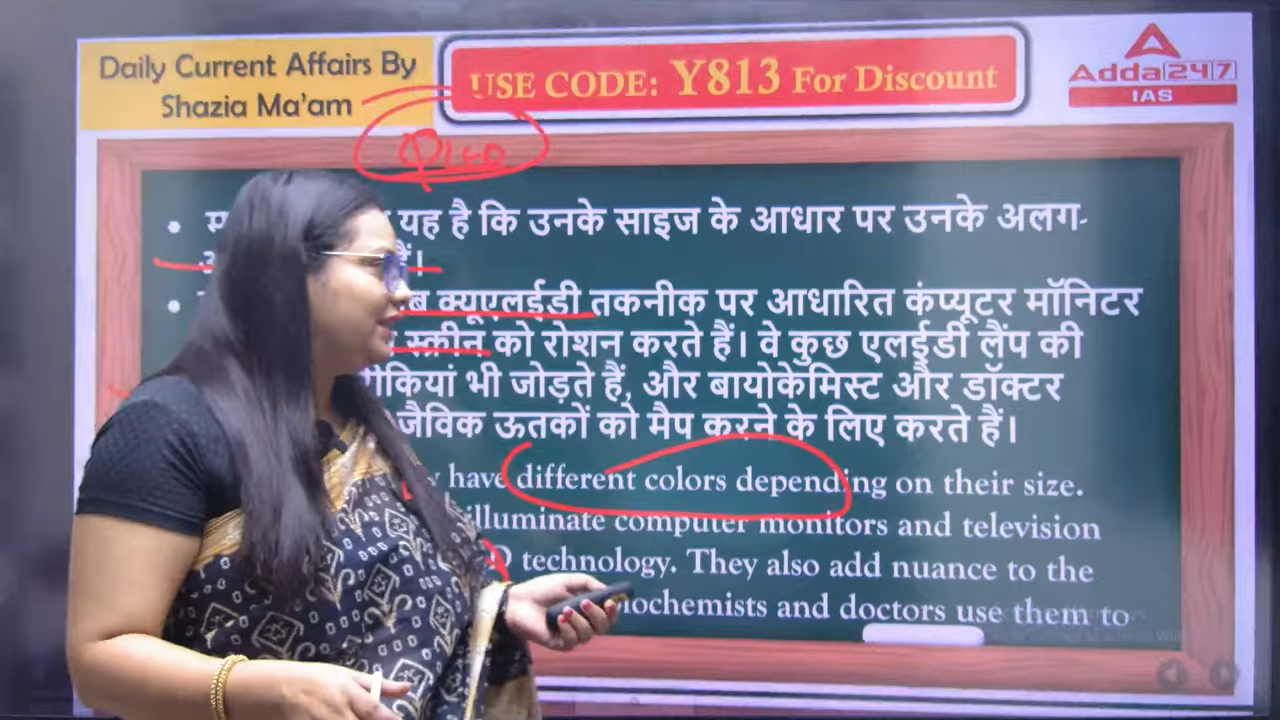 Daily Current Affairs By
Shazia Ma'am
USE CODE: Y813 For Discount
Adda 247
IAS
यह है कि उनके साइज के आधार पर उनके अलग-
हैं।
क्यूएलईडी तकनीक पर आधारित कंप्यूटर मॉनिटर
स्क्रीन को रोशन करते हैं। वे कुछ एलईडी लैंप की
भी जोड़ते हैं, और बायोकेमिस्ट और डॉक्टर
जैविक ऊतकों को मैप करने के लिए करते हैं।
have different colors depending on their size.
illuminate computer monitors and television
technology. They also add nuance to the
and doctors use them to